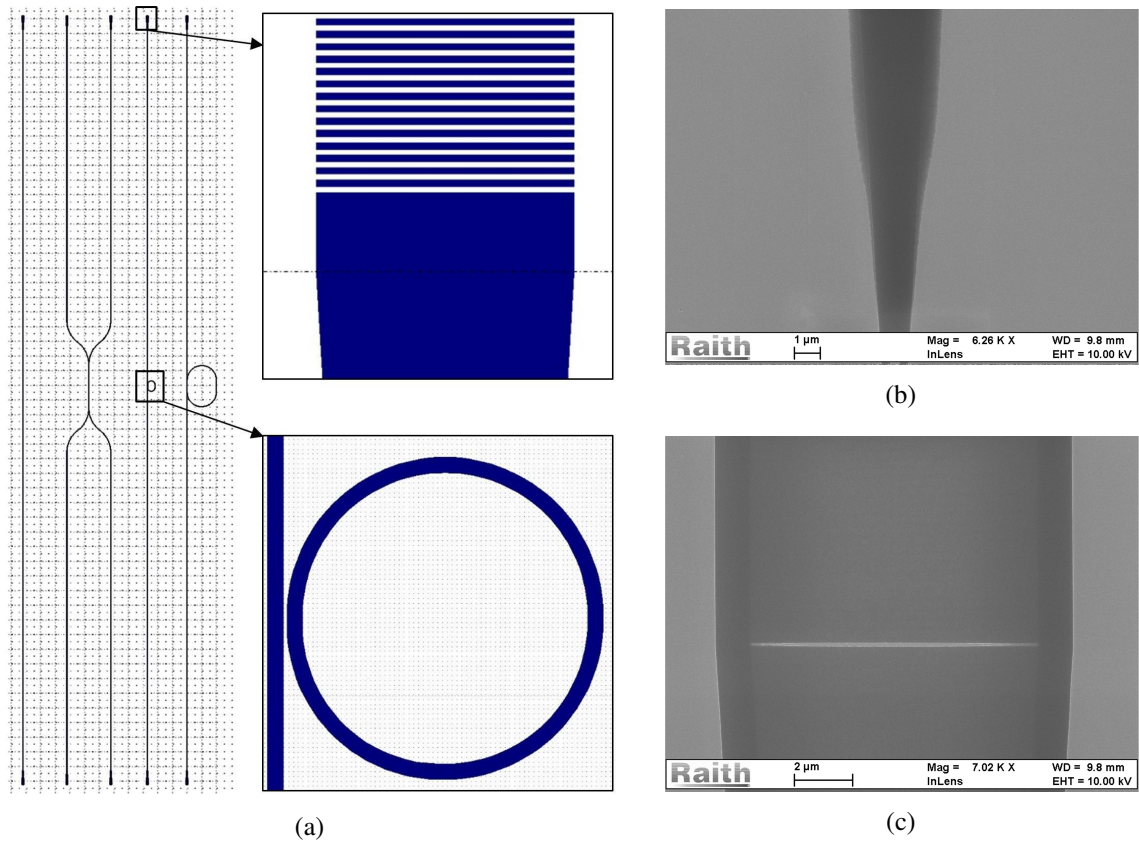 Raith
1 µm
Mag = 6.26 K X
WD = 9.8 mm
InLens
EHT = 10.00 kV
(b)
Raith
2 µm
Mag = 7.02 K X
WD = 9.8 mm
InLens
EHT = 10.00 kV
(a)
(c)